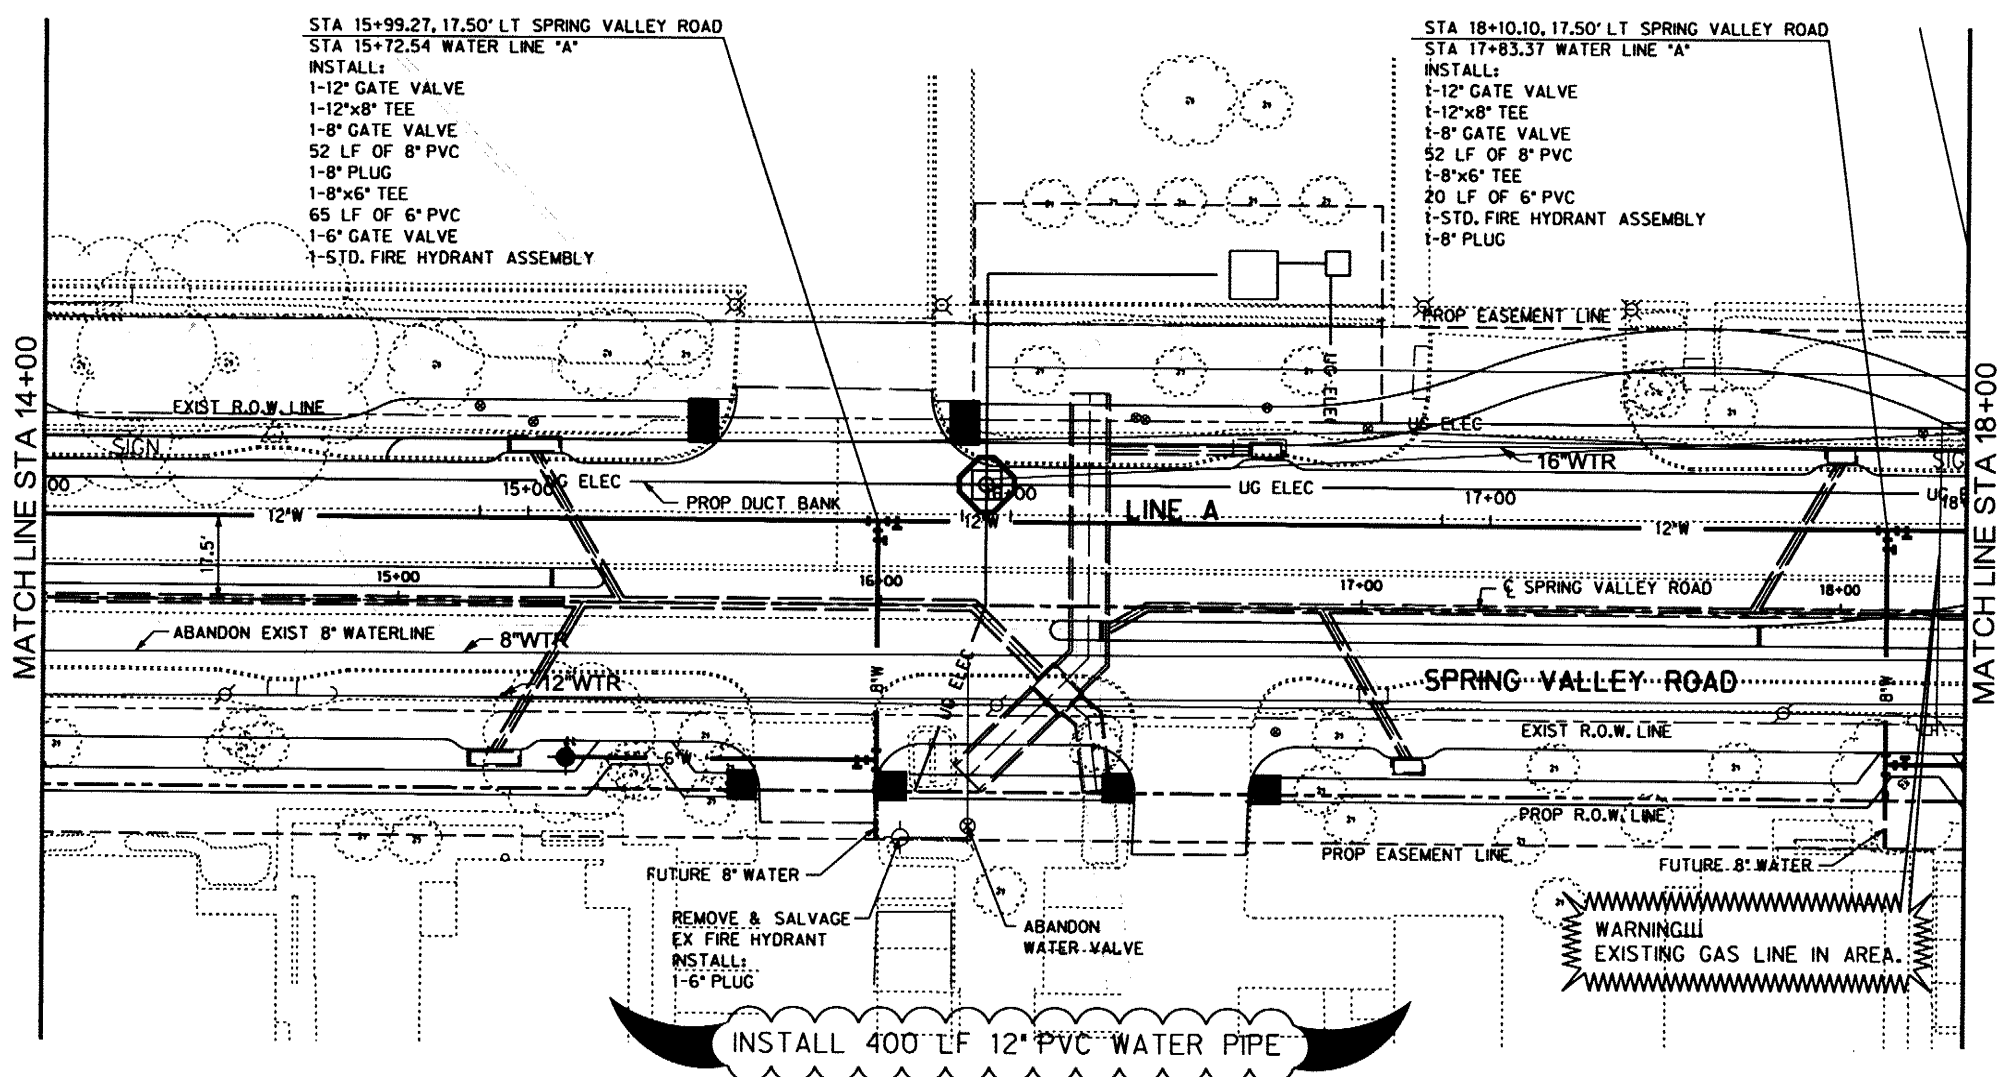 STA 15+99.27, 17.50' LT SPRING VALLEY ROAD
STA 15+72.54 WATER LINE "A"
INSTALL:
1-12" GATE VALVE
1-12"x8" TEE
1-8" GATE VALVE
52 LF OF 8" PVC
1-8" PLUG
1-8"x6" TEE
65 LF OF 6" PVC
1-6" GATE VALVE
1-STD. FIRE HYDRANT ASSEMBLY
STA 18+10.10, 17.50' LT SPRING VALLEY ROAD
STA 17+83.37 WATER LINE "A"
INSTALL:
1-12" GATE VALVE
1-12"x8" TEE
1-8" GATE VALVE
52 LF OF 8" PVC
1-8"x6" TEE
20 LF OF 6" PVC
1-STD. FIRE HYDRANT ASSEMBLY
1-8" PLUG
MATCH LINE STA 14+00
MATCH LINE STA 18+00
PROP EASEMENT LINE
UG ELEC
EXIST R.O.W. LINE
SIGN
UG ELEC
16"WTR
SIG
15+00
UG ELEC
PROP DUCT BANK
16+00
UG ELEC
17+00
UG E
18+
00
12"W
12"W
LINE A
12"W
17.5'
15+00
16+00
17+00
℄ SPRING VALLEY ROAD
18+00
ABANDON EXIST 8" WATERLINE
8"WTR
12"WTR
8"W
UG ELEC
SPRING VALLEY ROAD
8"W
EXIST R.O.W. LINE
6"W
PROP R.O.W. LINE
PROP EASEMENT LINE
FUTURE 8" WATER
FUTURE 8" WATER
REMOVE & SALVAGE
EX FIRE HYDRANT
INSTALL:
1-6" PLUG
ABANDON
WATER VALVE
WARNING!!!
EXISTING GAS LINE IN AREA.
INSTALL 400 LF 12" PVC WATER PIPE